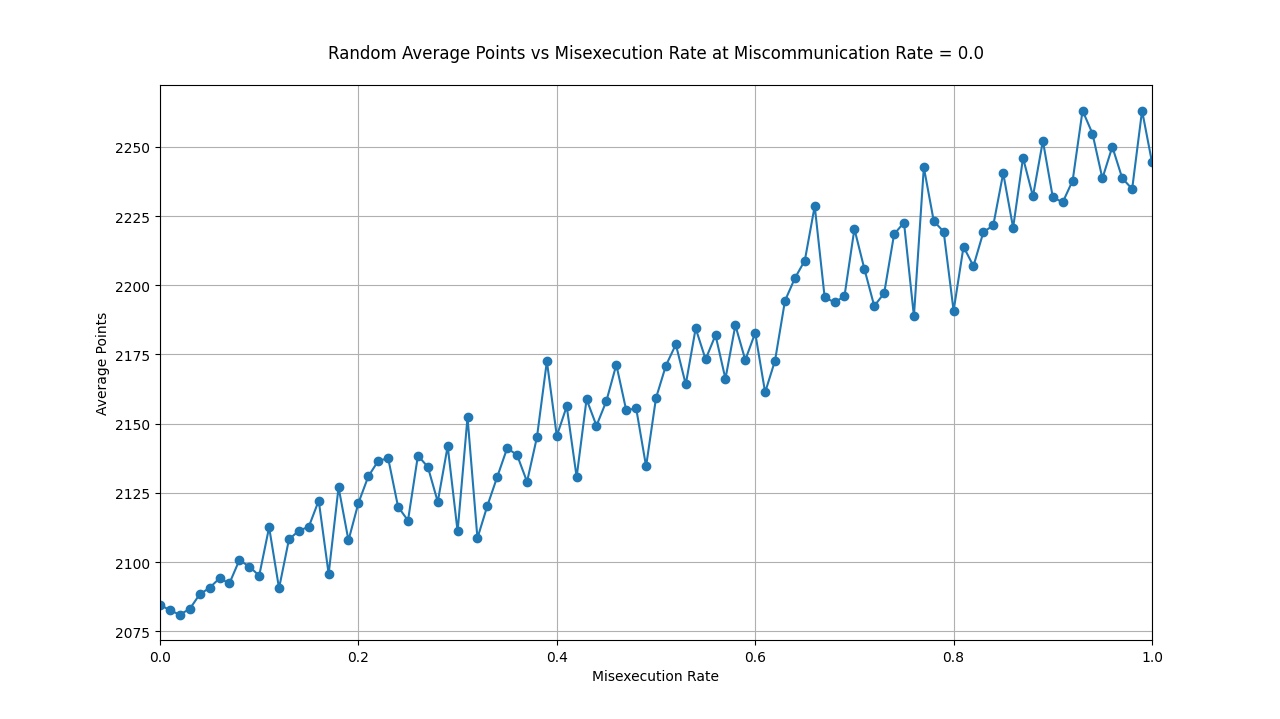 Random Average Points vs Misexecution Rate at Miscommunication Rate = 0.0
2250
2225
2200
2175
2150
2125
2100
2075
Average Points
0.0 0.2 0.4 0.6 0.8 1.0
Misexecution Rate